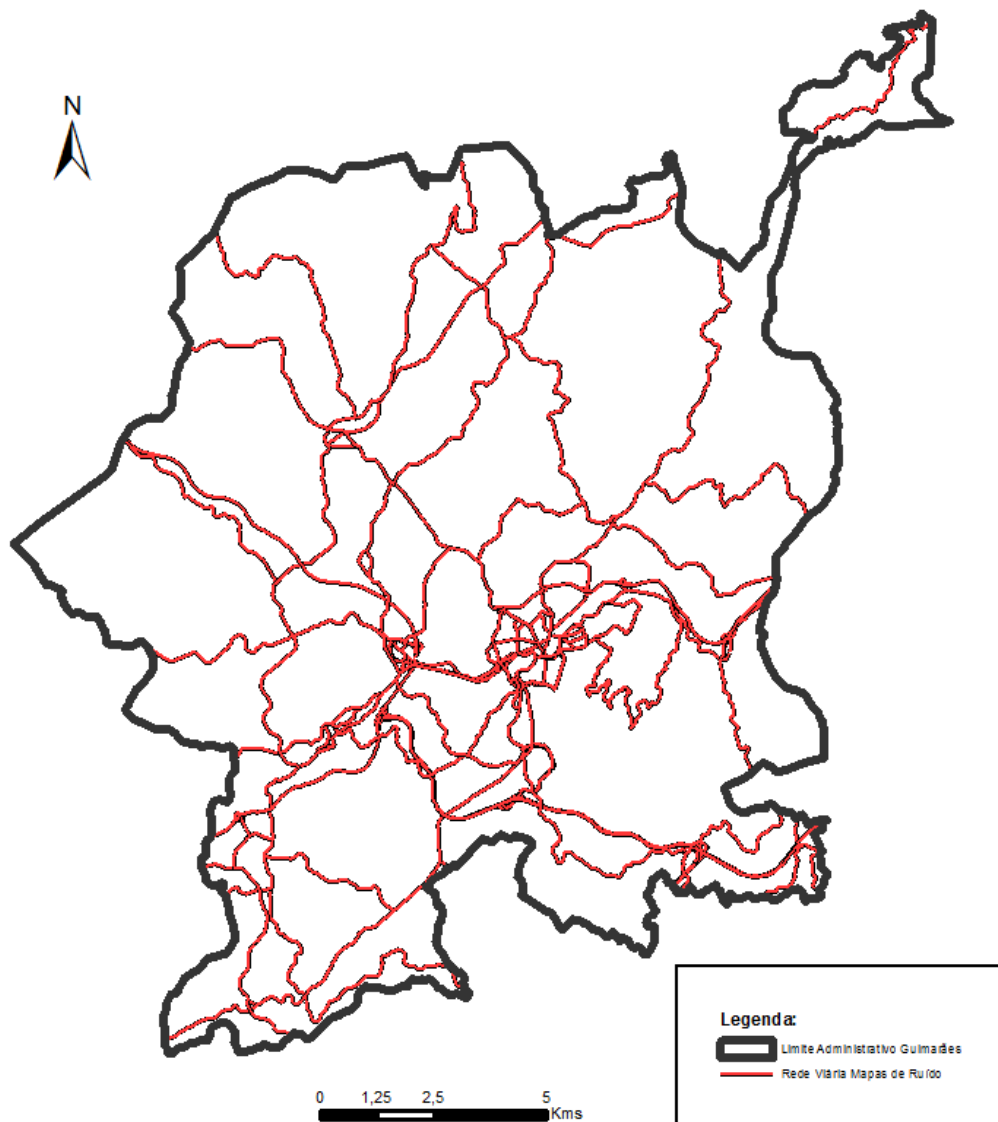 N
Legenda:
Limite Administrativo Guimarães
Rede Viária Mapas de Ruído
0 1,25 2,5 5
Kms